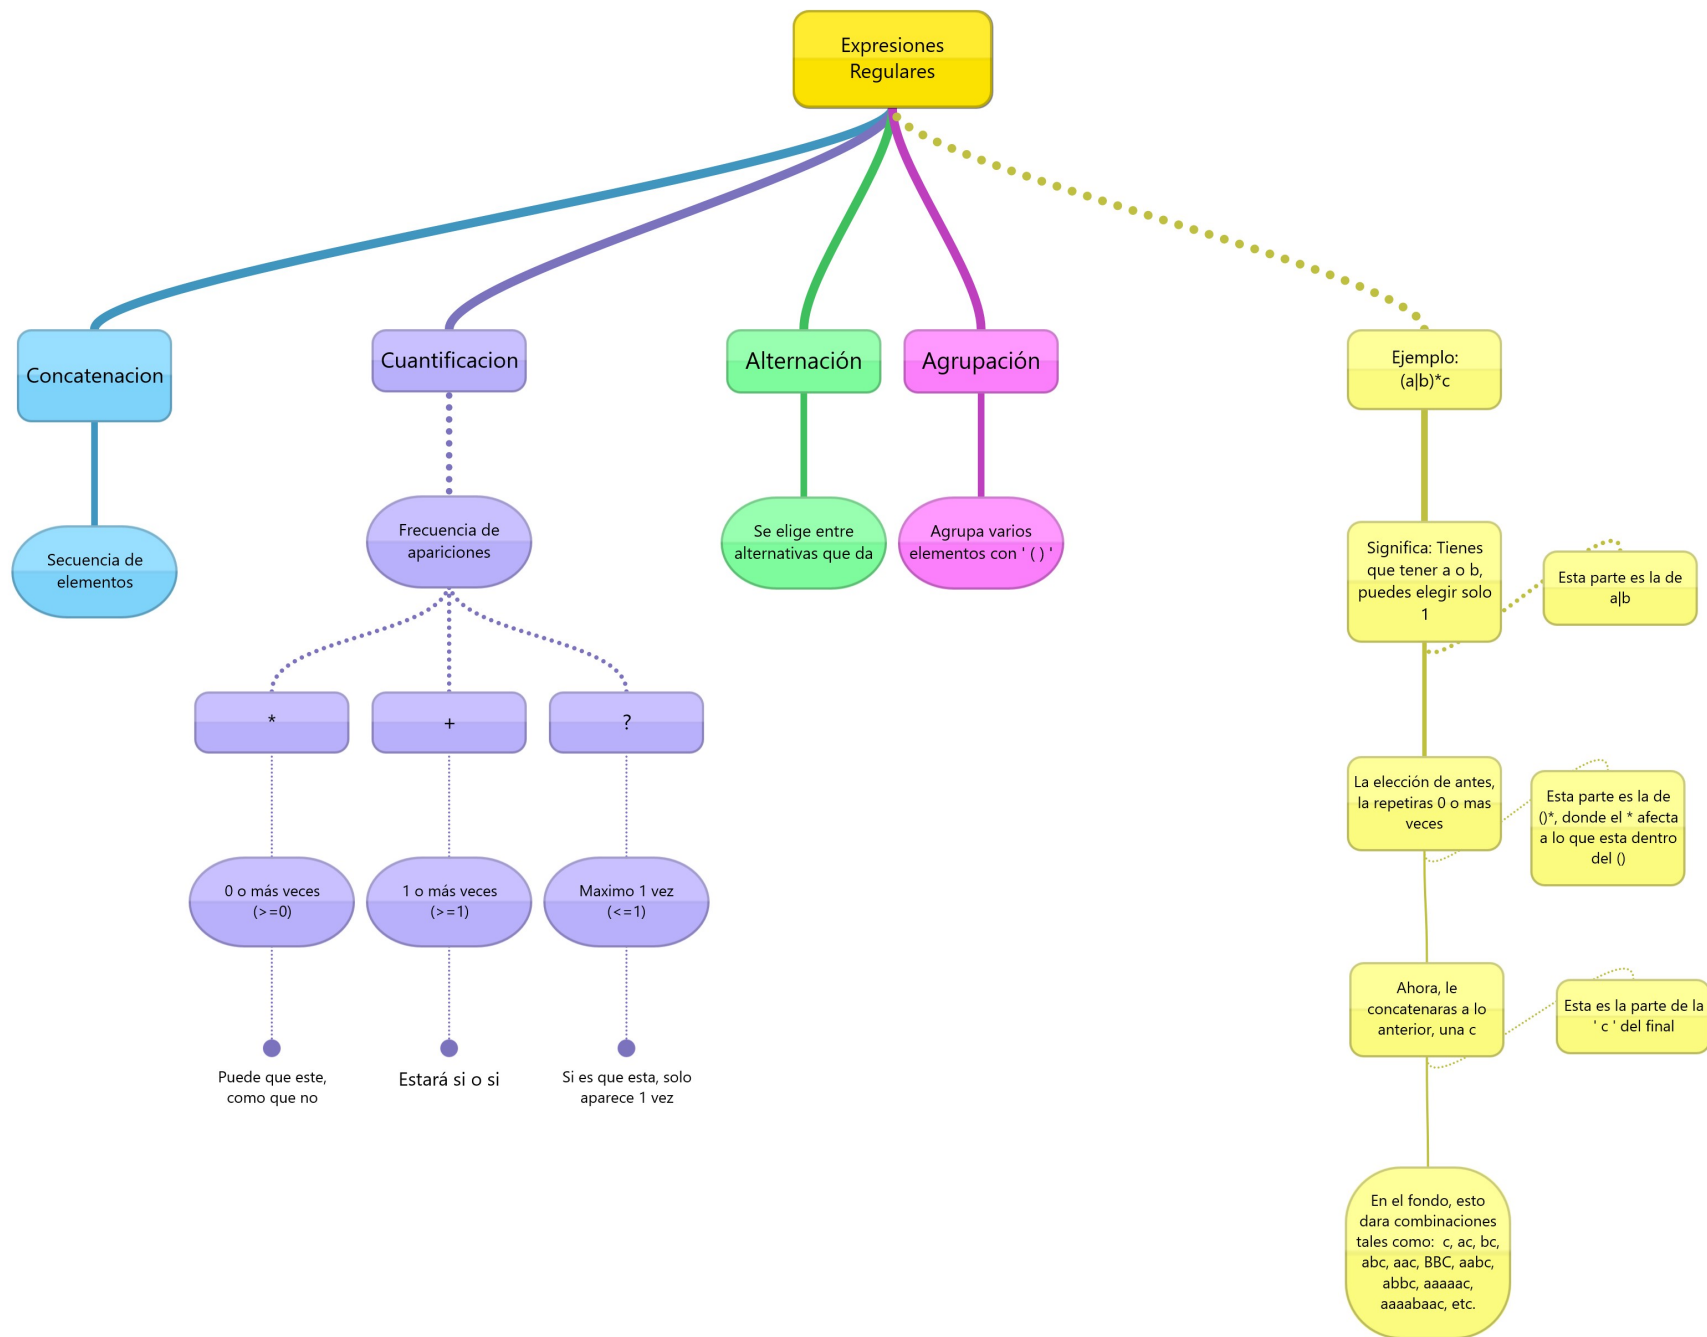 Expresiones
Regulares
Concatenacion
Cuantificacion
Alternación
Agrupación
Ejemplo:
(a|b)*c
Secuencia de
elementos
Frecuencia de
apariciones
Se elige entre
alternativas que da
Agrupa varios
elementos con ' ( ) '
Significa: Tienes
que tener a o b,
puedes elegir solo
1
Esta parte es la de
a|b
*
+
?
La elección de antes,
la repetiras 0 o mas
veces
Esta parte es la de
()*, donde el * afecta
a lo que esta dentro
del ()
0 o más veces
(>=0)
1 o más veces
(>=1)
Maximo 1 vez
(<=1)
Ahora, le
concatenaras a lo
anterior, una c
Esta es la parte de la
' c ' del final
Puede que este,
como que no
Estará si o si
Si es que esta, solo
aparece 1 vez
En el fondo, esto
dara combinaciones
tales como:  c, ac, bc,
abc, aac, BBC, aabc,
abbc, aaaaac,
aaaabaac, etc.